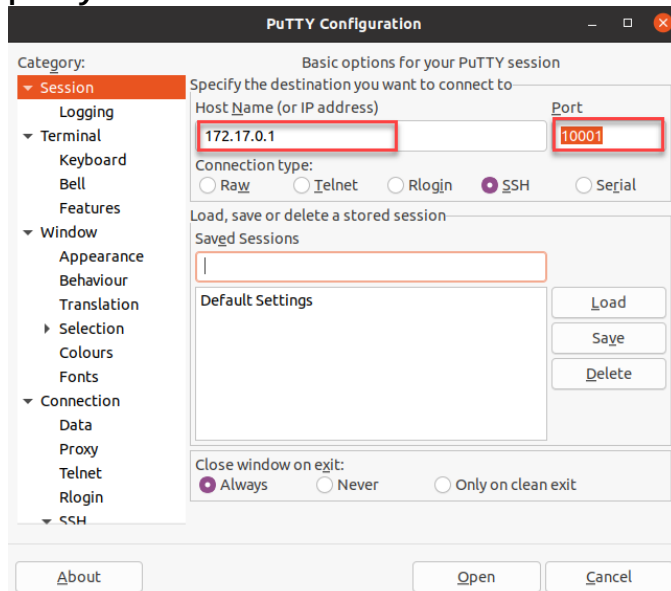 PuTTY Configuration
Category:
Session
Logging
Terminal
Keyboard
Bell
Features
Window
Appearance
Behaviour
Translation
Selection
Colours
Fonts
Connection
Data
Proxy
Telnet
Rlogin
SSH
Basic options for your PuTTY session
Specify the destination you want to connect to
Host Name (or IP address)
Port
172.17.0.1
10001
Connection type:
Raw Telnet Rlogin SSH Serial
Load, save or delete a stored session
Saved Sessions
Default Settings
Load
Save
Delete
Close window on exit:
Always Never Only on clean exit
About
Open
Cancel